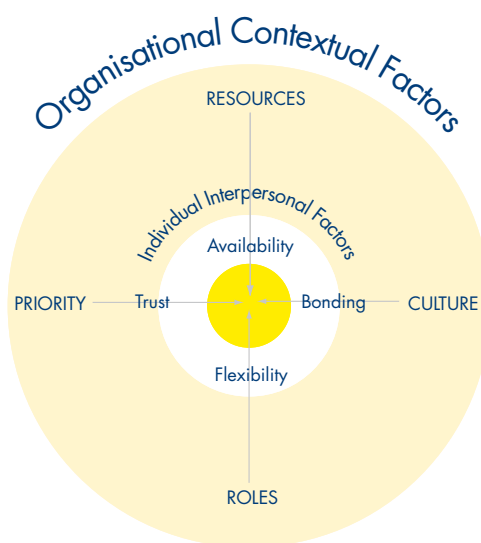 Organisational Contextual Factors
RESOURCES
Individual Interpersonal Factors
Availability
PRIORITY
Trust
Bonding
CULTURE
Flexibility
ROLES